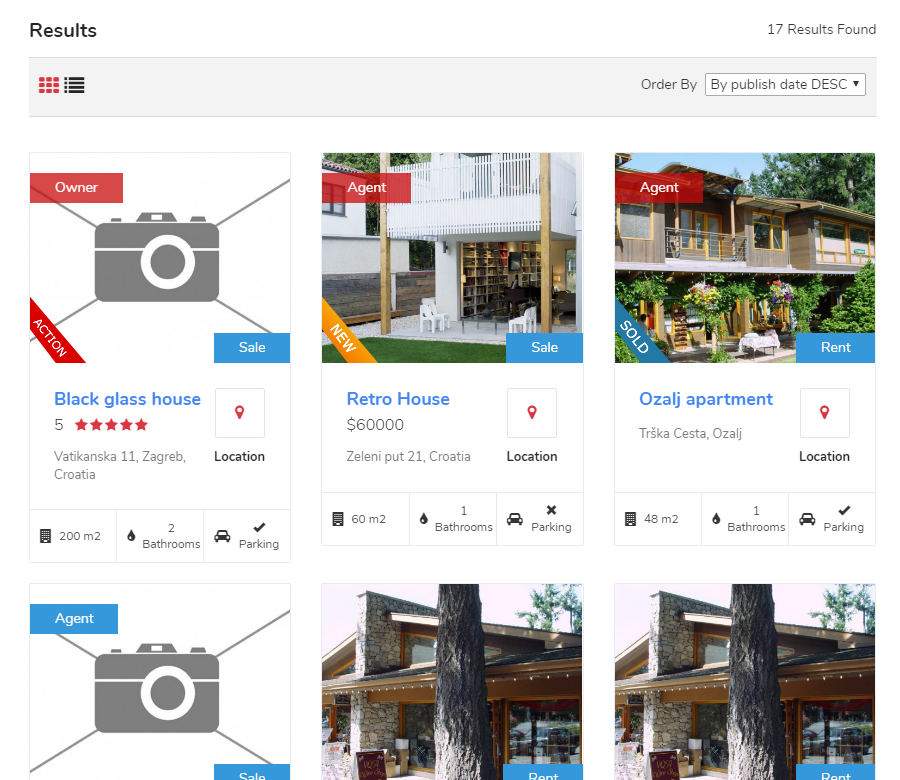 Results
17 Results Found
Order By By publish date DESC
Owner
ACTION
Sale
Black glass house
5
Vatikanska 11, Zagreb,
Croatia
Location
200 m2
2
Bathrooms
Parking
Agent
NEW
Sale
Retro House
$60000
Zeleni put 21, Croatia
Location
60 m2
1
Bathrooms
Parking
Agent
SOLD
Rent
Ozalj apartment
Trška Cesta, Ozalj
Location
48 m2
1
Bathrooms
Parking
Agent
Sale
Rent
Rent